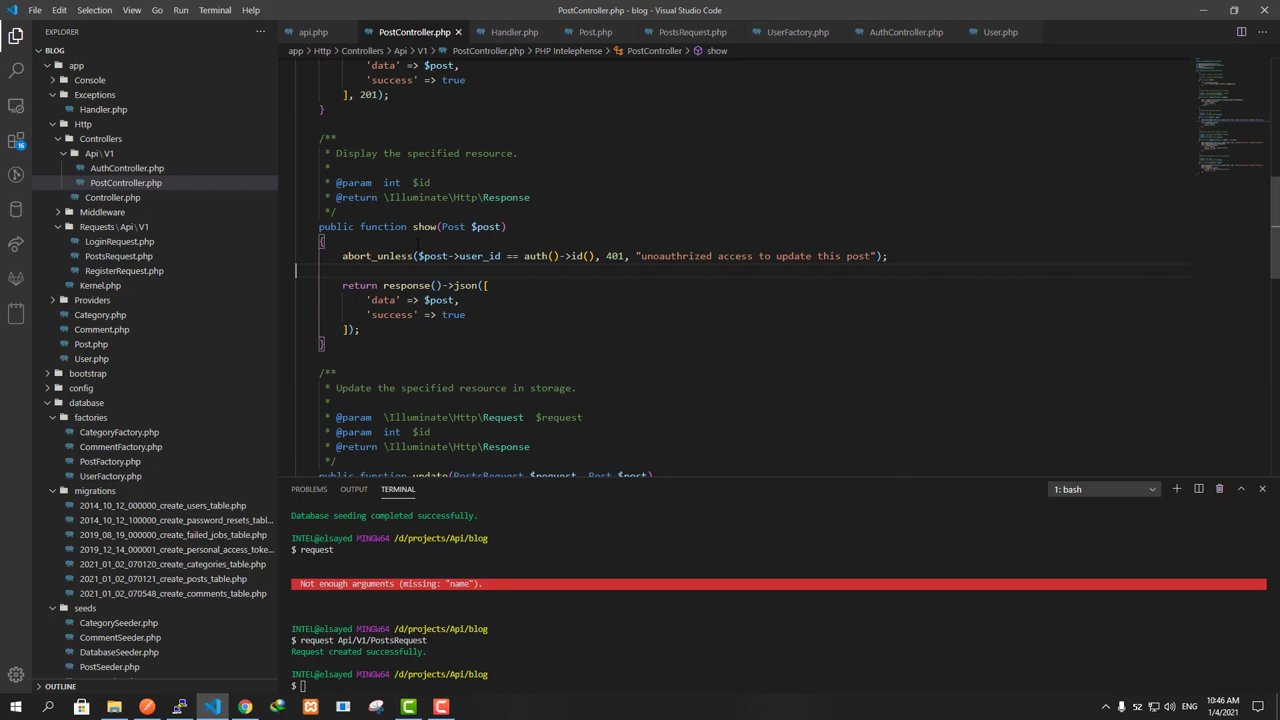 File Edit Selection View Go Run Terminal Help
PostController.php - blog - Visual Studio Code
EXPLORER
api.php PostController.php Handler.php Post.php PostsRequest.php UserFactory.php AuthController.php User.php
app > Http > Controllers > Api > V1 > PostController.php > PHP Intelephense > PostController > show
BLOG
app
Console
Exceptions
Handler.php
Http
Controllers
Api\V1
AuthController.php
PostController.php
Controller.php
Middleware
Requests\Api\V1
LoginRequest.php
PostsRequest.php
RegisterRequest.php
Kernel.php
Providers
Category.php
Comment.php
Post.php
User.php
bootstrap
config
database
factories
CategoryFactory.php
CommentFactory.php
PostFactory.php
UserFactory.php
migrations
2014_10_12_000000_create_users_table.php
2014_10_12_100000_create_password_resets_tabl...
2019_08_19_000000_create_failed_jobs_table.php
2019_12_14_000001_create_personal_access_toke...
2021_01_02_070120_create_categories_table.php
2021_01_02_070121_create_posts_table.php
2021_01_02_070548_create_comments_table.php
seeds
CategorySeeder.php
CommentSeeder.php
DatabaseSeeder.php
PostSeeder.php
OUTLINE
16
'data' => $post,
'success' => true
], 201);
}
/**
* Display the specified resource.
*
* @param int $id
* @return \Illuminate\Http\Response
*/
public function show(Post $post)
{
abort_unless($post->user_id == auth()->id(), 401, "unoauthrized access to update this post");
return response()->json([
'data' => $post,
'success' => true
]);
}
/**
* Update the specified resource in storage.
*
* @param \Illuminate\Http\Request $request
* @param int $id
* @return \Illuminate\Http\Response
*/
public function update(PostsRequest $request, Post $post)
PROBLEMS OUTPUT TERMINAL
1: bash
Database seeding completed successfully.
INTEL@elsayed MINGW64 /d/projects/Api/blog
$ request
Not enough arguments (missing: "name").
INTEL@elsayed MINGW64 /d/projects/Api/blog
$ request Api/V1/PostsRequest
Request created successfully.
INTEL@elsayed MINGW64 /d/projects/Api/blog
$
ENG
10:46 AM
1/4/2021